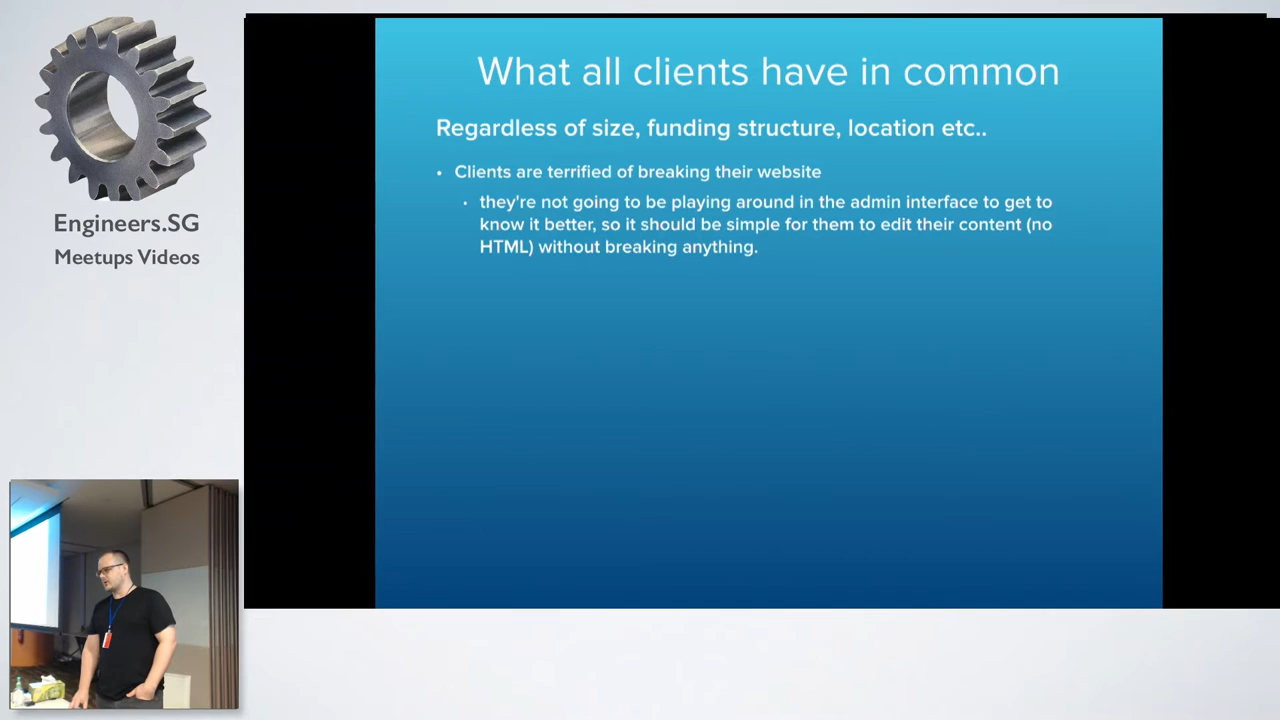 Engineers.SG
Meetups Videos
What all clients have in common
Regardless of size, funding structure, location etc..
• Clients are terrified of breaking their website
• they're not going to be playing around in the admin interface to get to
know it better, so it should be simple for them to edit their content (no
HTML) without breaking anything.